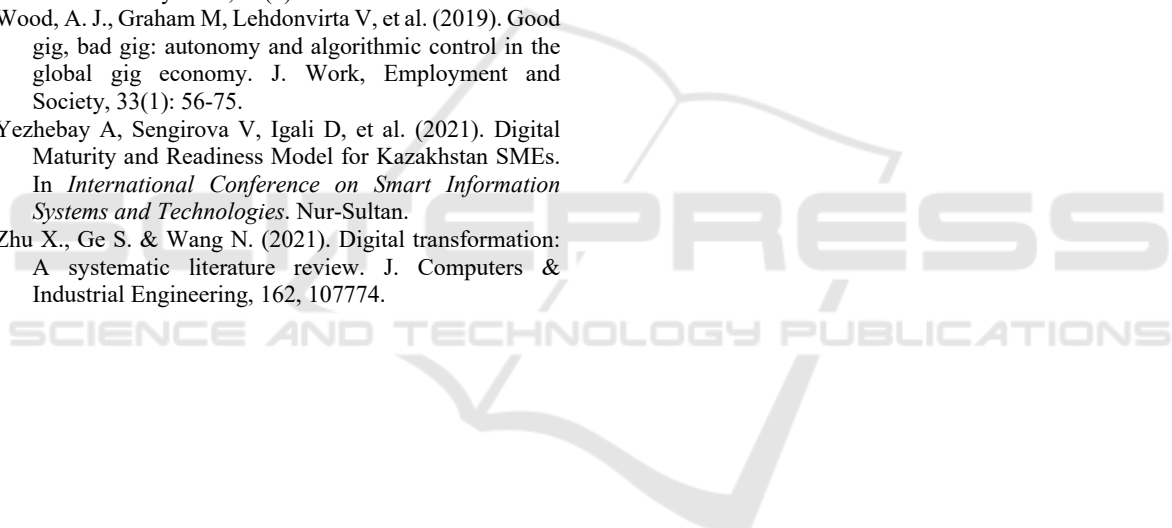 Wood, A. J., Graham M, Lehdonvirta V, et al. (2019). Good
gig, bad gig: autonomy and algorithmic control in the
global gig economy. J. Work, Employment and
Society, 33(1): 56-75.
Yezhebay A, Sengirova V, Igali D, et al. (2021). Digital
Maturity and Readiness Model for Kazakhstan SMEs.
In International Conference on Smart Information
Systems and Technologies. Nur-Sultan.
Zhu X., Ge S. & Wang N. (2021). Digital transformation:
A systematic literature review. J. Computers &
Industrial Engineering, 162, 107774.
SCITEPRESS
SCIENCE AND TECHNOLOGY PUBLICATIONS